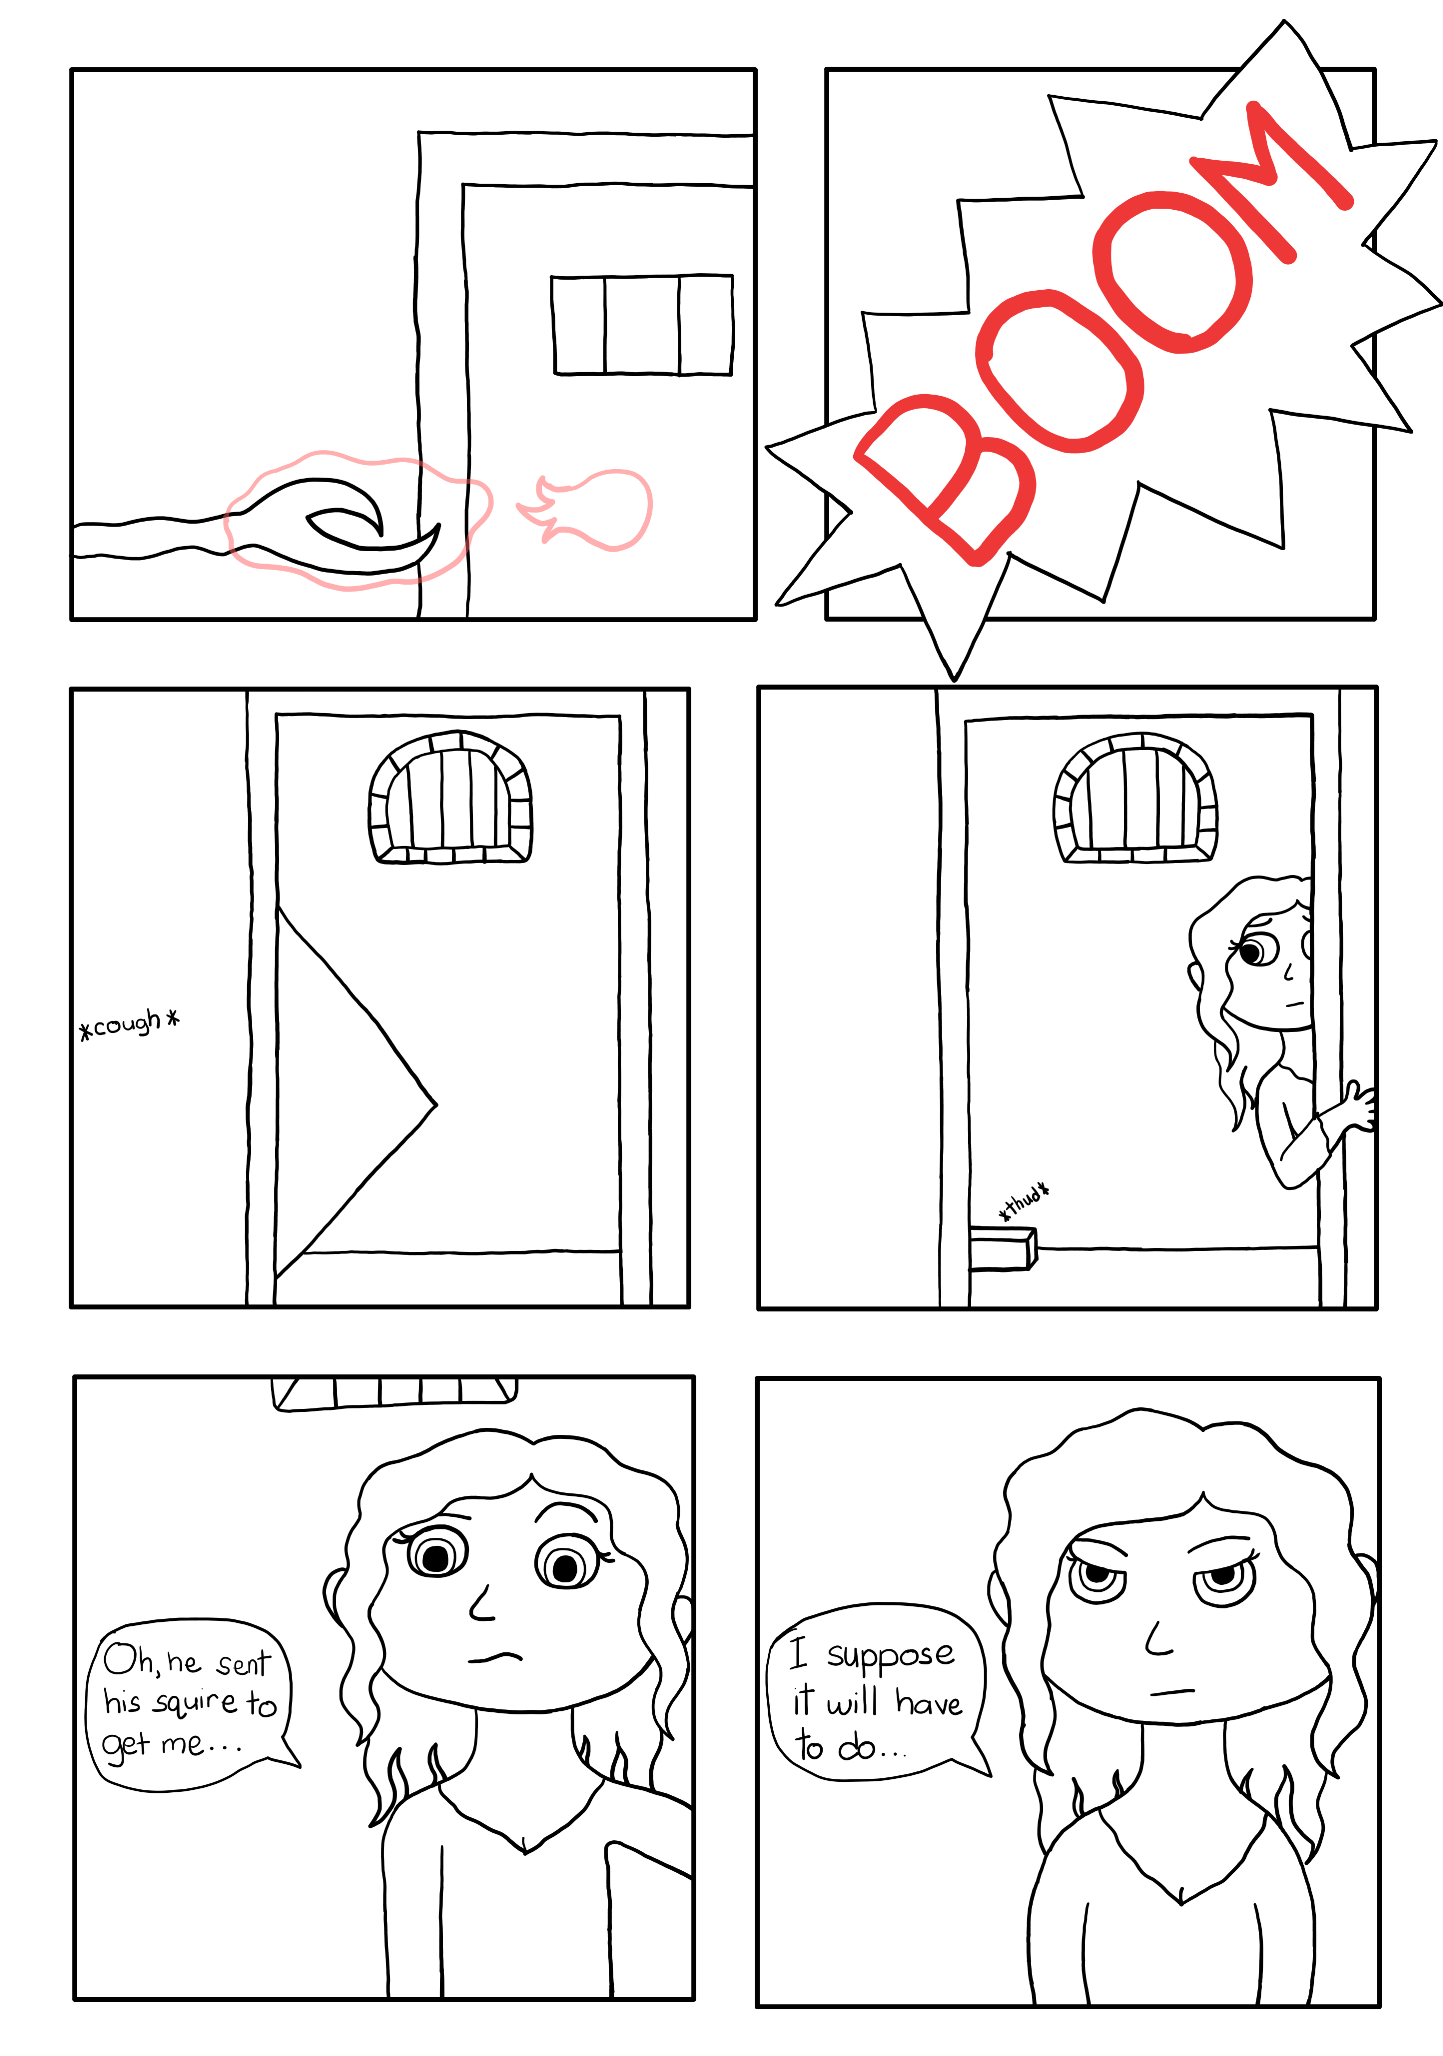 BOOM
*cough*
*thud*
Oh, he sent
his squire to
get me...
I suppose
it will have
to do...